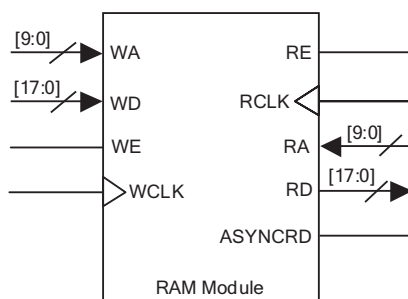 [9:0]
WA
[17:0]
WD
WE
WCLK
RE
RCLK
[9:0]
RA
[17:0]
RD
ASYNCRD
RAM Module